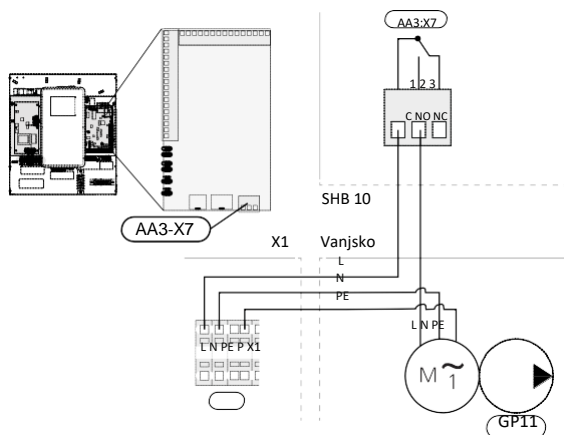 AA3:X7
1 2 3
C NO NC
SHB 10
AA3-X7
X1 Vanjsko
L
N
PE
L N PE
L N PE P X1
M ~ 1
GP11